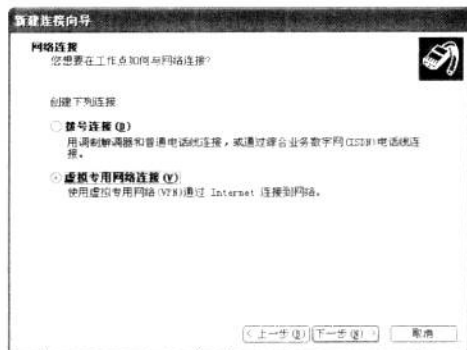 新建连接向导
网络连接
您想要在工作点如何与网络连接?
创建下列连接
拨号连接(D)
用调制解调器和普通电话线连接，或通过综合业务数字网(ISDN)电话线连
接。
虚拟专用网络连接(V)
使用虚拟专用网络(VPN)通过 Internet 连接到网络。
<上一步(B) 下一步(N)> 取消